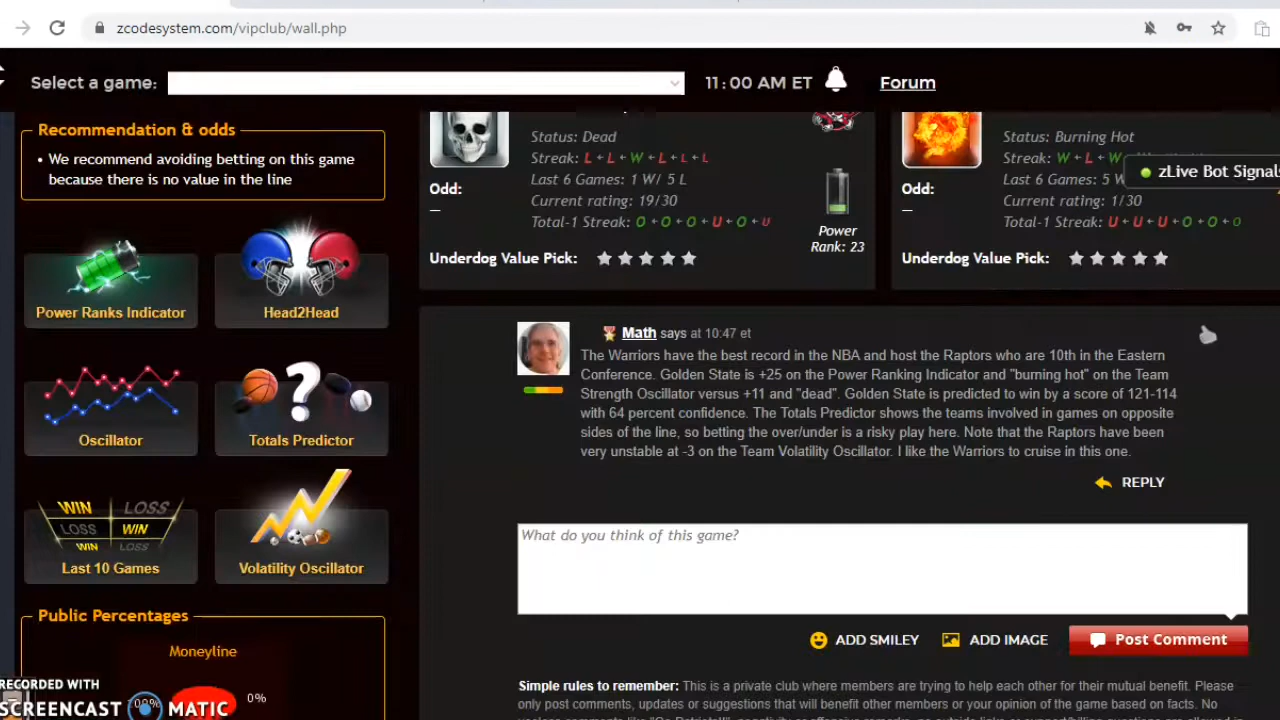 zcodesystem.com/vipclub/wall.php
Select a game:
11:00 AM ET
Forum
Recommendation & odds
• We recommend avoiding betting on this game
because there is no value in the line
Power Ranks Indicator
Head2Head
Oscillator
Totals Predictor
WIN LOSS
LOSS WIN
WIN LOSS
Last 10 Games
Volatility Oscillator
Public Percentages
Moneyline
0%
RECORDED WITH
SCREENCAST MATIC
Status: Dead
Streak: L L W L L L
Last 6 Games: 1 W/ 5 L
Odd:
Current rating: 19/30
—
Total-1 Streak: O O O U O U
Power
Rank: 23
Underdog Value Pick:
Status: Burning Hot
Streak: W L W
zLive Bot Signals
Last 6 Games: 5 W
Odd:
Current rating: 1/30
—
Total-1 Streak: U U U O O O
Underdog Value Pick:
Math says at 10:47 et
The Warriors have the best record in the NBA and host the Raptors who are 10th in the Eastern
Conference. Golden State is +25 on the Power Ranking Indicator and "burning hot" on the Team
Strength Oscillator versus +11 and "dead". Golden State is predicted to win by a score of 121-114
with 64 percent confidence. The Totals Predictor shows the teams involved in games on opposite
sides of the line, so betting the over/under is a risky play here. Note that the Raptors have been
very unstable at -3 on the Team Volatility Oscillator. I like the Warriors to cruise in this one.
REPLY
What do you think of this game?
ADD SMILEY
ADD IMAGE
Post Comment
Simple rules to remember: This is a private club where members are trying to help each other for their mutual benefit. Please
only post comments, updates or suggestions that will benefit other members or your opinion of the game based on facts. No